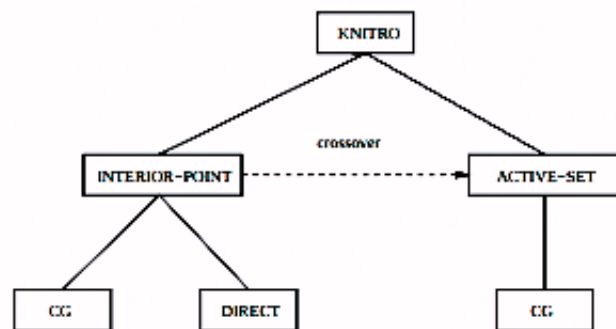 KNITRO
crossover
INTERIOR-POINT
ACTIVE-SET
CG
DIRECT
CG